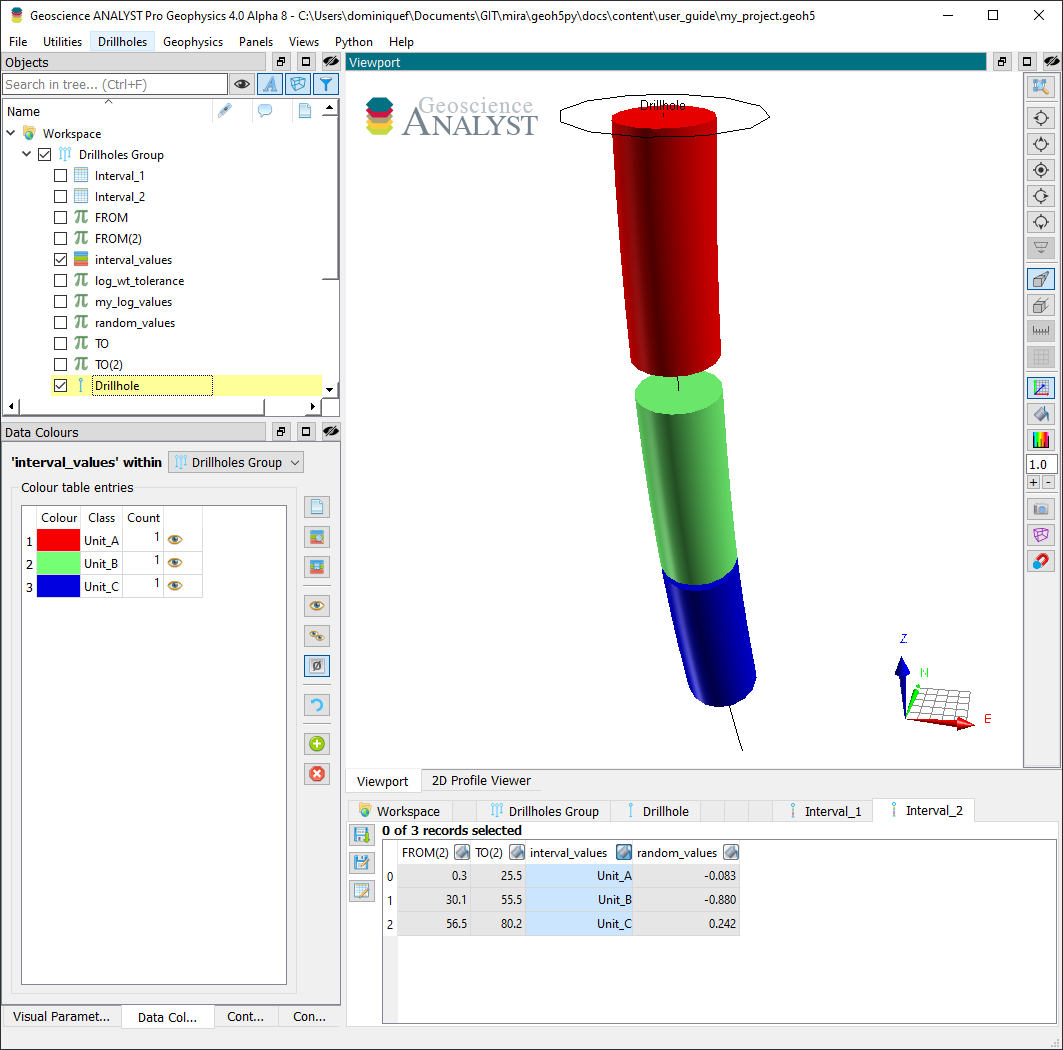 Geoscience ANALYST Pro Geophysics 4.0 Alpha 8 - C:\Users\dominiquef\Documents\GIT\mira\geoh5py\docs\content\user_guide\my_project.geoh5
File Utilities Drillholes Geophysics Panels Views Python Help
Objects
Search in tree... (Ctrl+F)
Name
Workspace
Drillholes Group
Interval_1
Interval_2
FROM
FROM(2)
interval_values
log_wt_tolerance
my_log_values
random_values
TO
TO(2)
Drillhole
Data Colours
'interval_values' within Drillholes Group
Colour table entries
Colour Class Count
1 Unit_A 1
2 Unit_B 1
3 Unit_C 1
Visual Paramet... Data Col... Cont... Con...
Viewport
Geoscience
ANALYST
Drillhole
Z
N
E
1.0
+ -
Viewport 2D Profile Viewer
Workspace Drillholes Group Drillhole Interval_1 Interval_2
0 of 3 records selected
FROM(2) TO(2) interval_values random_values
0 0.3 25.5 Unit_A -0.083
1 30.1 55.5 Unit_B -0.880
2 56.5 80.2 Unit_C 0.242